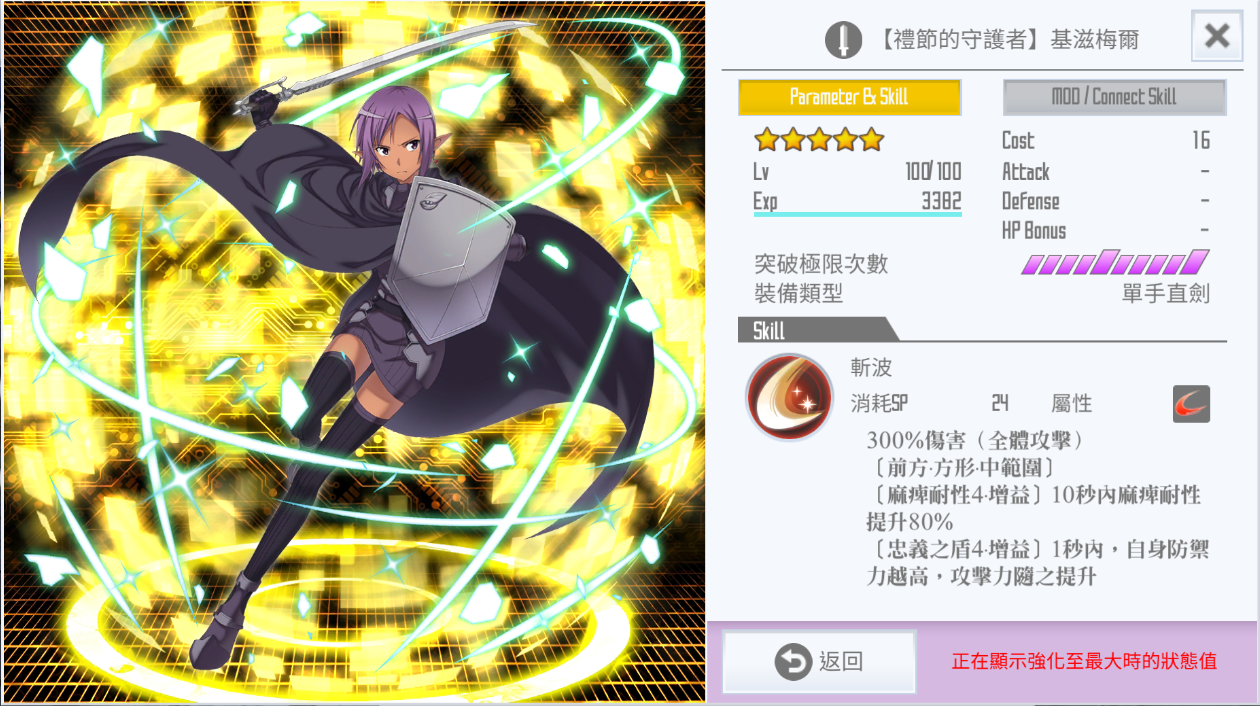 【禮節的守護者】基滋梅爾
Parameter & Skill
MOD / Connect Skill
Lv 100/100
Exp 3382
Cost 16
Attack -
Defense -
HP Bonus -
突破極限次數
裝備類型 單手直劍
Skill
斬波
消耗SP 24 屬性
300%傷害（全體攻擊）
〔前方·方形·中範圍〕
〔麻痺耐性4·增益〕10秒內麻痺耐性
提升80%
〔忠義之盾4·增益〕1秒內，自身防禦
力越高，攻擊力隨之提升
返回
正在顯示強化至最大時的狀態值